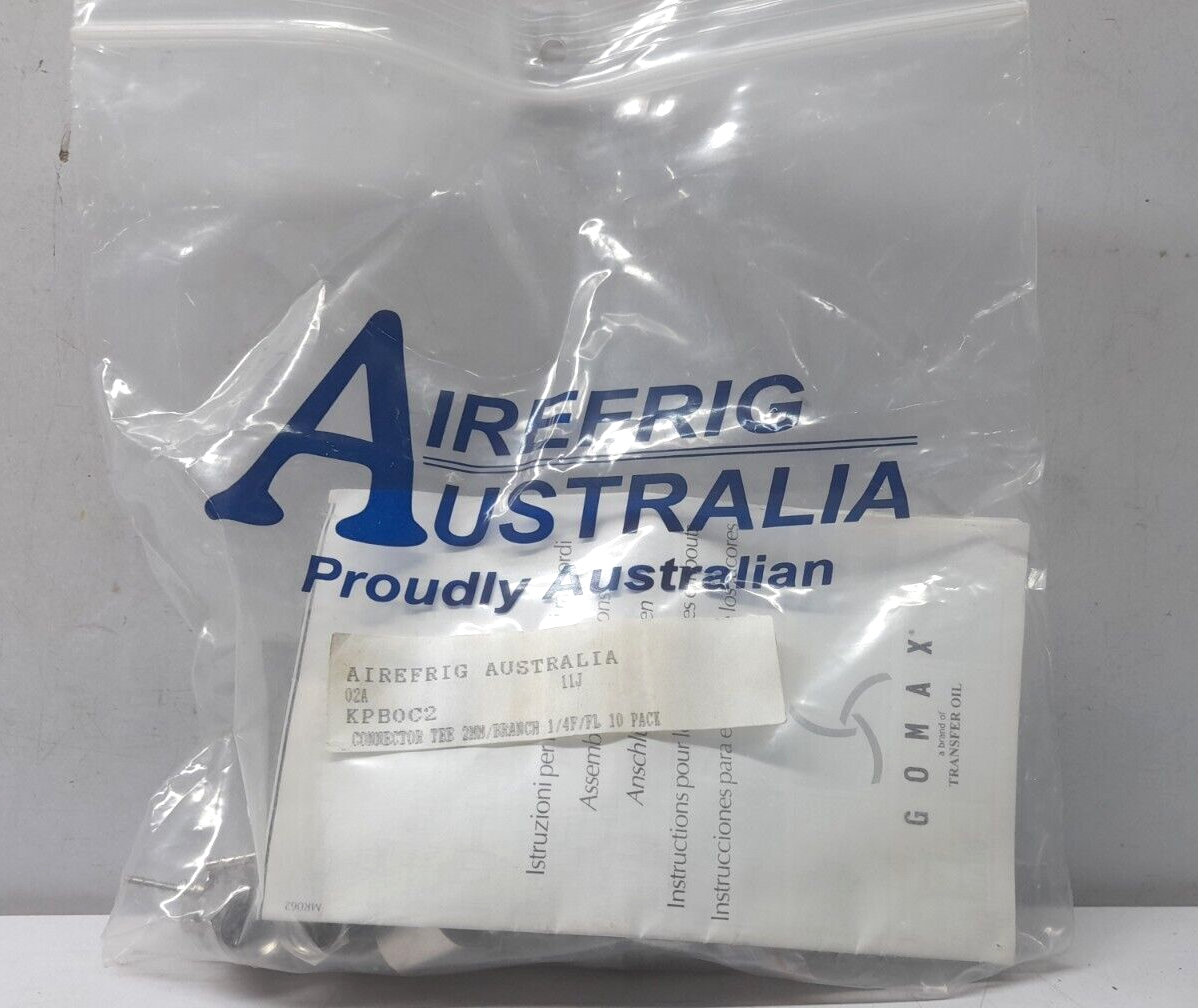 AIREFRIG
AUSTRALIA
Proudly Australian
AIREFRIG AUSTRALIA
02A 11J
KPB0C2
CONNECTOR TEE 2MM/BRANCH 1/4F/FL 10 PACK
Istruzioni per
Assemb
Anschl
Instructions pour
Instrucciones para
GOMAX
a brand of
TRANSFER OIL
MR062